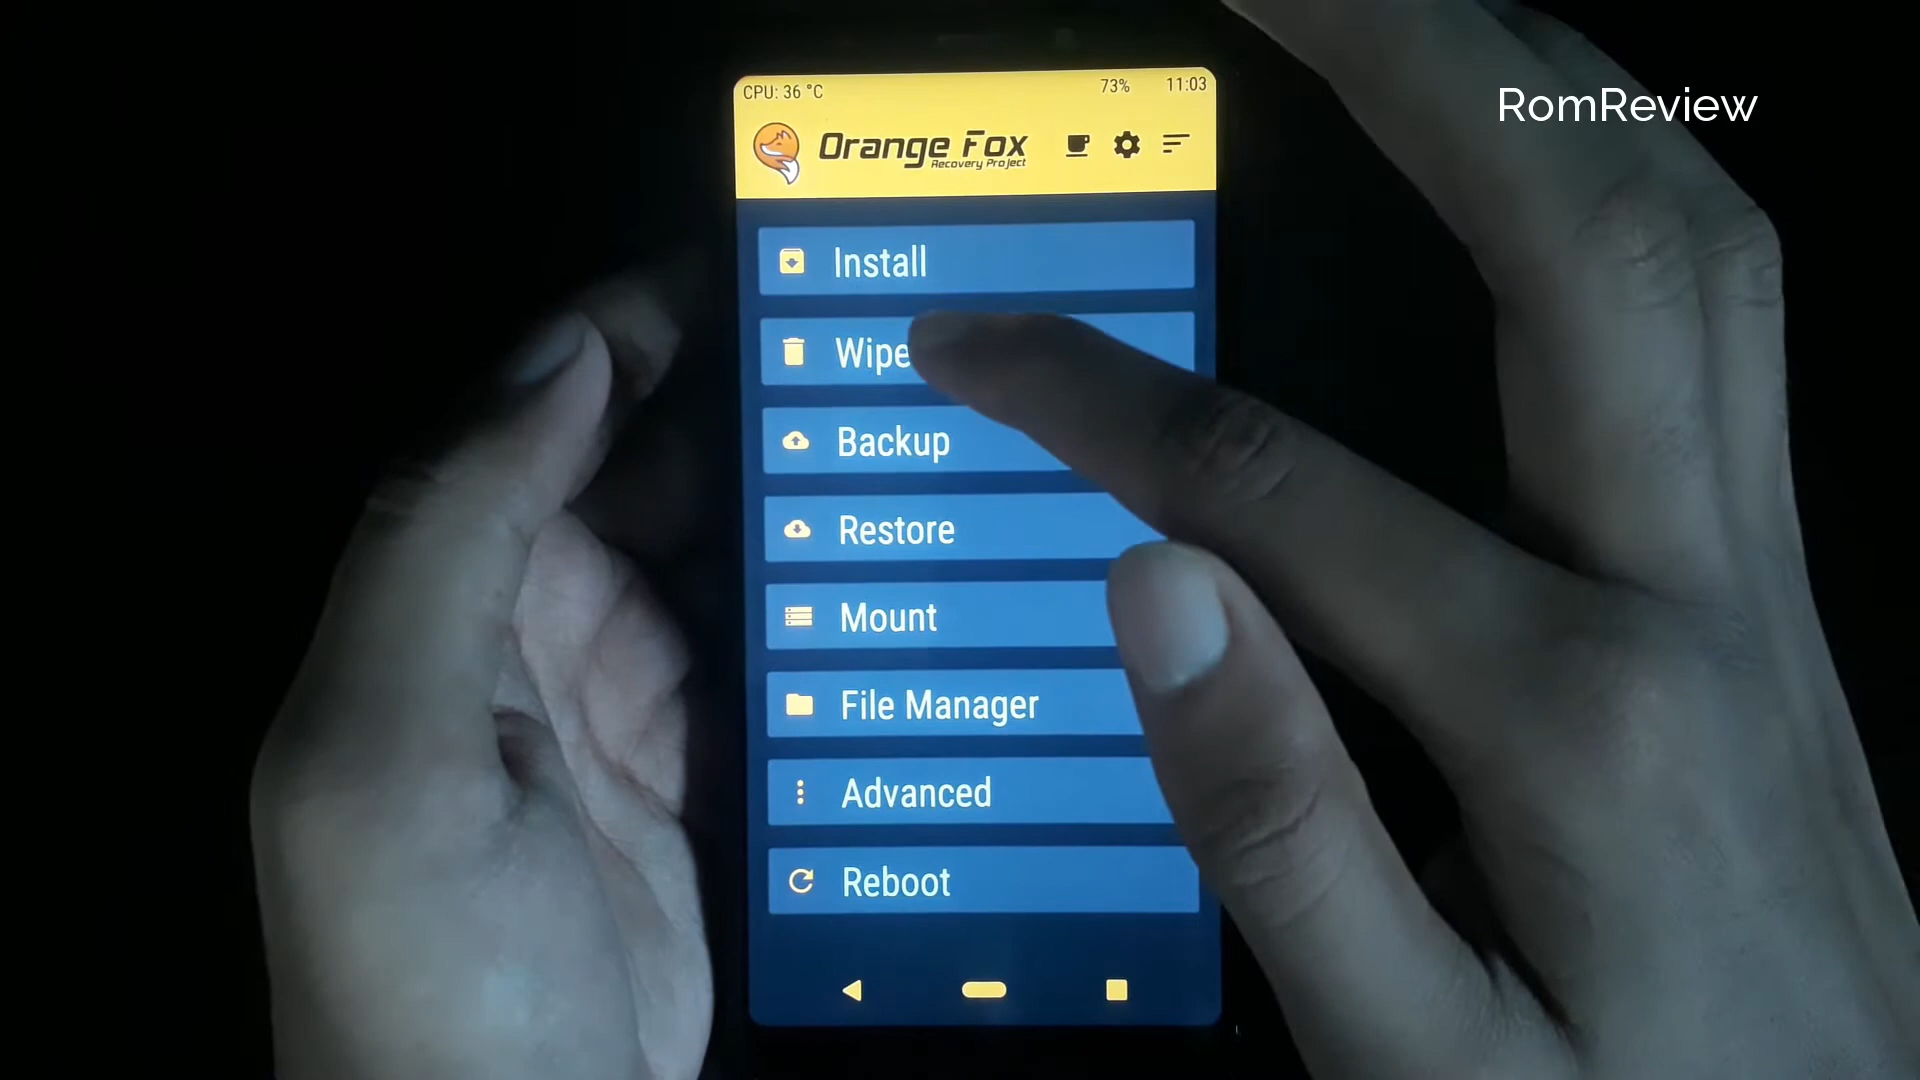 CPU: 36 °C 73% 11:03
Orange Fox
Recovery Project
RomReview
Install
Wipe
Backup
Restore
Mount
File Manager
Advanced
Reboot